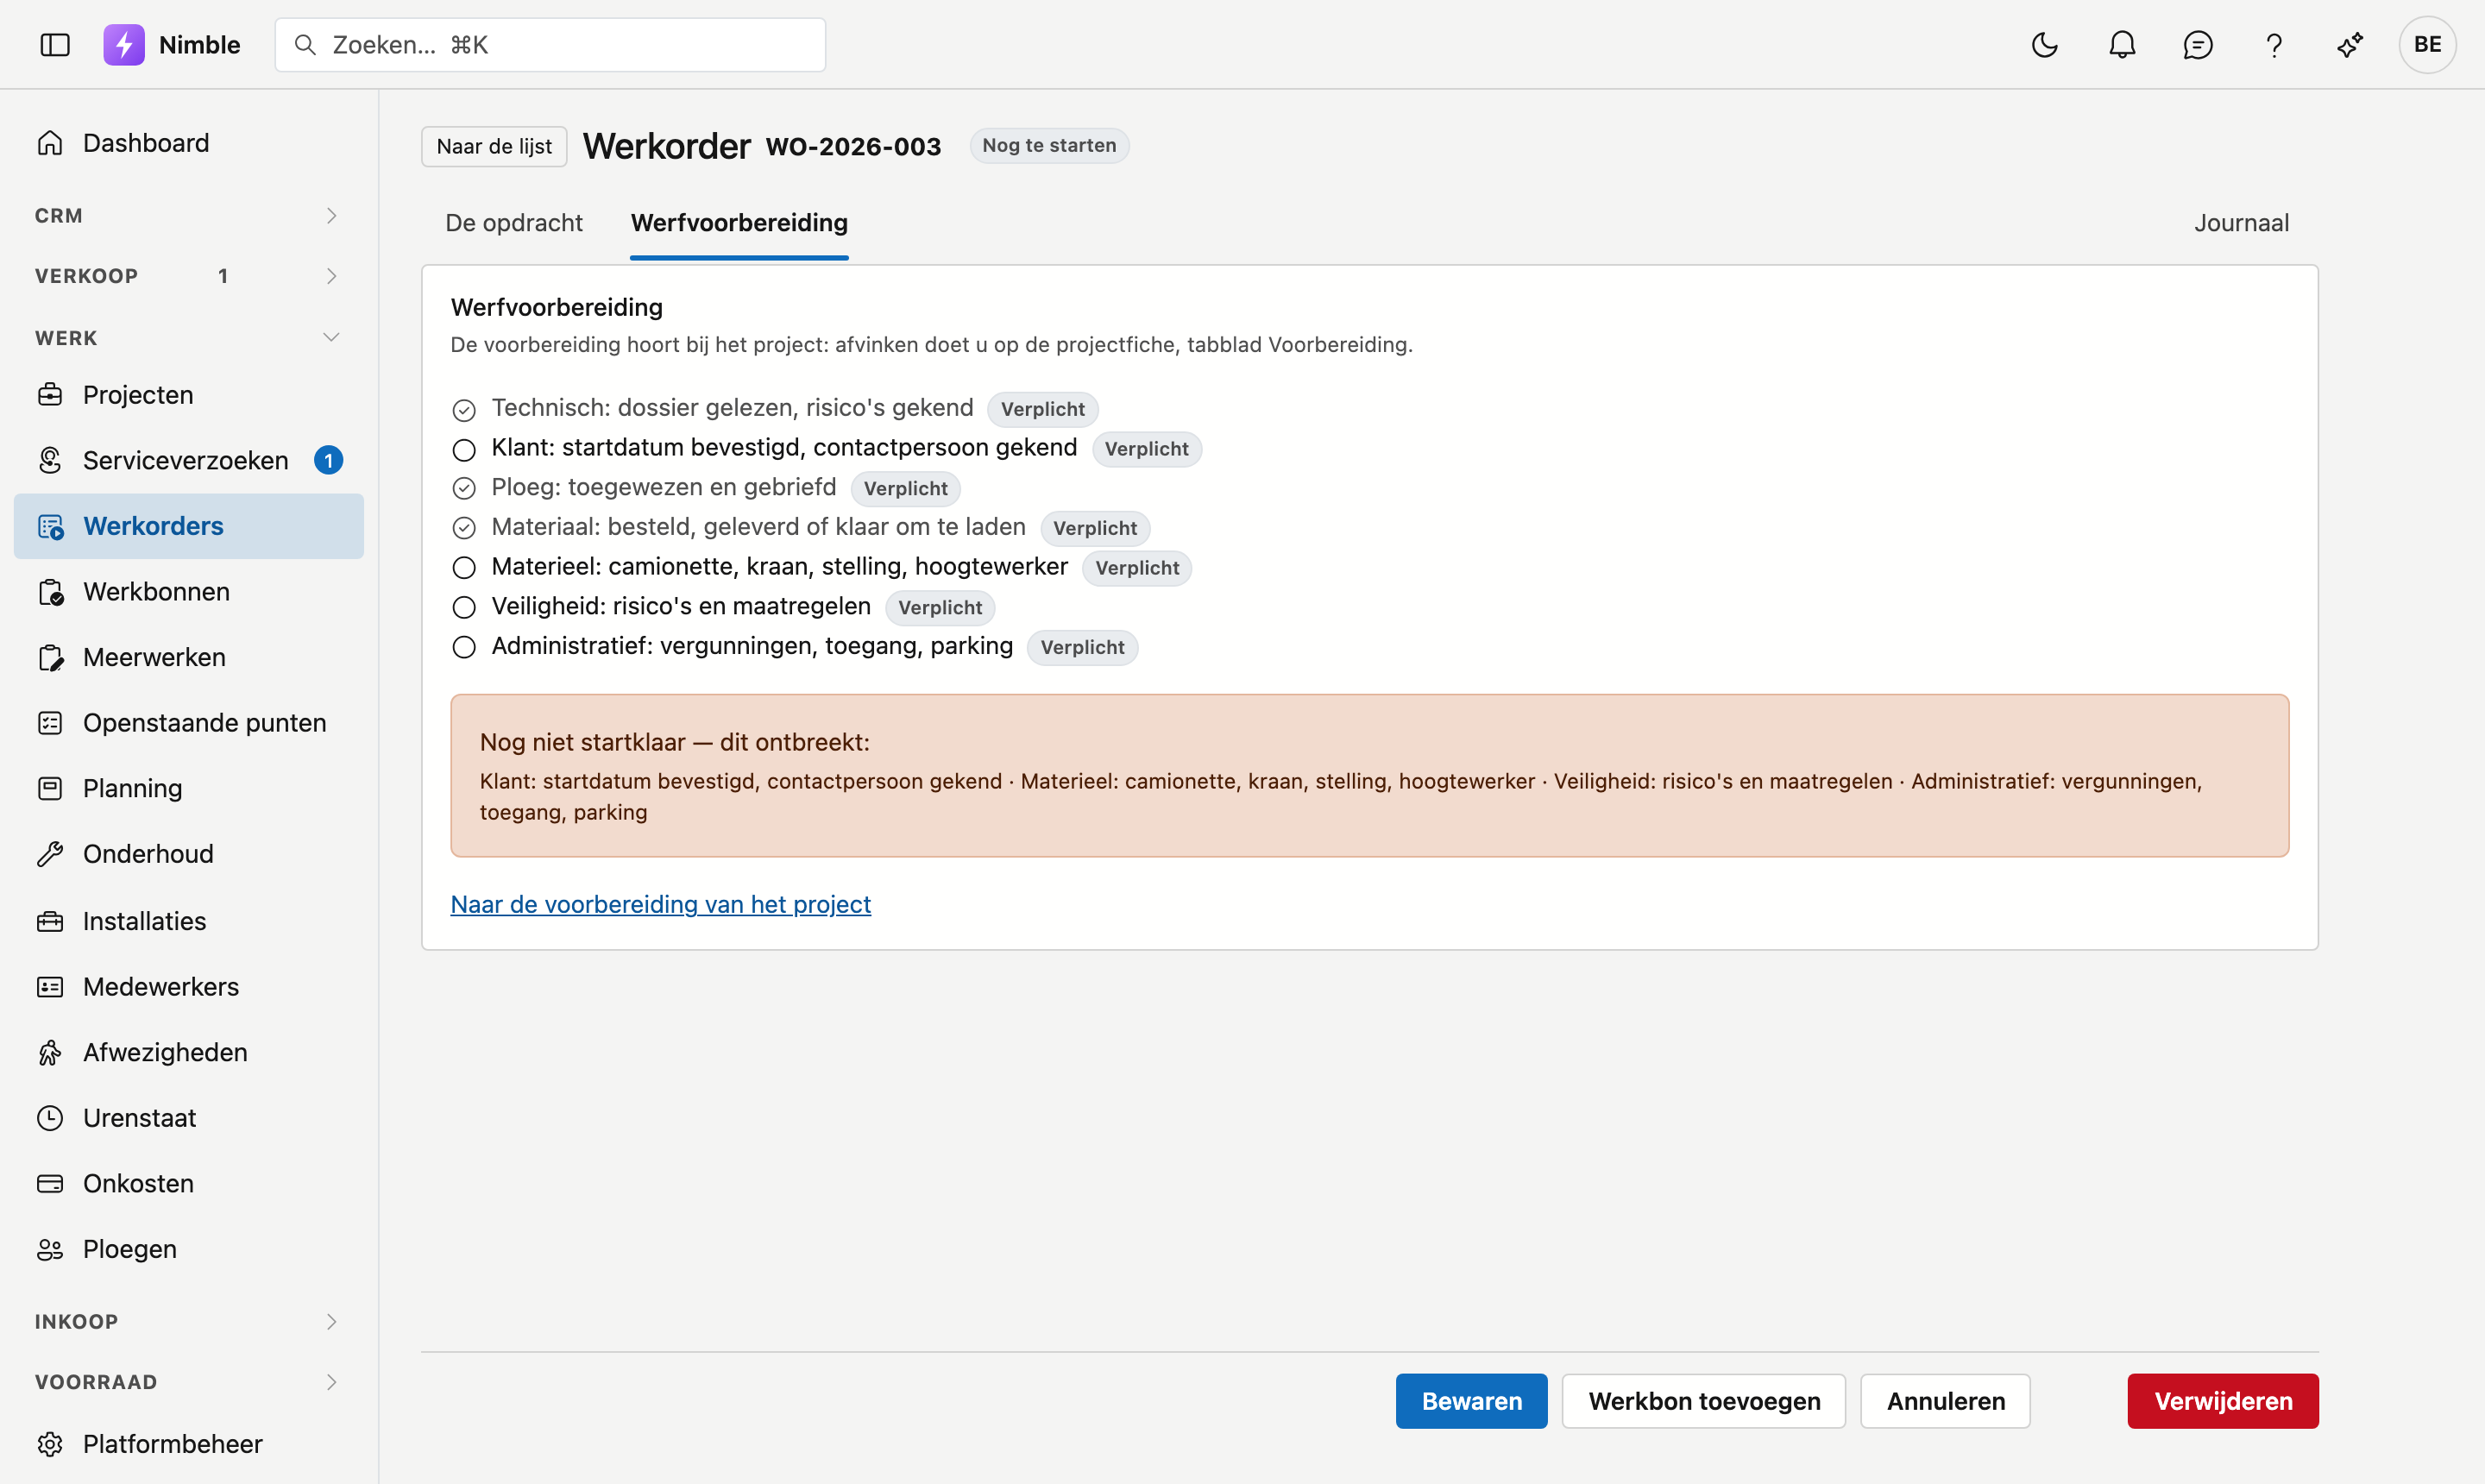 Nimble
Zoeken... ⌘K
BE
Dashboard
CRM
VERKOOP 1
WERK
Projecten
Serviceverzoeken 1
Werkorders
Werkbonnen
Meerwerken
Openstaande punten
Planning
Onderhoud
Installaties
Medewerkers
Afwezigheden
Urenstaat
Onkosten
Ploegen
INKOOP
VOORRAAD
Platformbeheer
Naar de lijst Werkorder WO-2026-003 Nog te starten
De opdracht Werfvoorbereiding Journaal
Werfvoorbereiding
De voorbereiding hoort bij het project: afvinken doet u op de projectfiche, tabblad Voorbereiding.
Technisch: dossier gelezen, risico's gekend Verplicht
Klant: startdatum bevestigd, contactpersoon gekend Verplicht
Ploeg: toegewezen en gebriefd Verplicht
Materiaal: besteld, geleverd of klaar om te laden Verplicht
Materieel: camionette, kraan, stelling, hoogtewerker Verplicht
Veiligheid: risico's en maatregelen Verplicht
Administratief: vergunningen, toegang, parking Verplicht
Nog niet startklaar — dit ontbreekt:
Klant: startdatum bevestigd, contactpersoon gekend · Materieel: camionette, kraan, stelling, hoogtewerker · Veiligheid: risico's en maatregelen · Administratief: vergunningen,
toegang, parking
Naar de voorbereiding van het project
Bewaren Werkbon toevoegen Annuleren Verwijderen